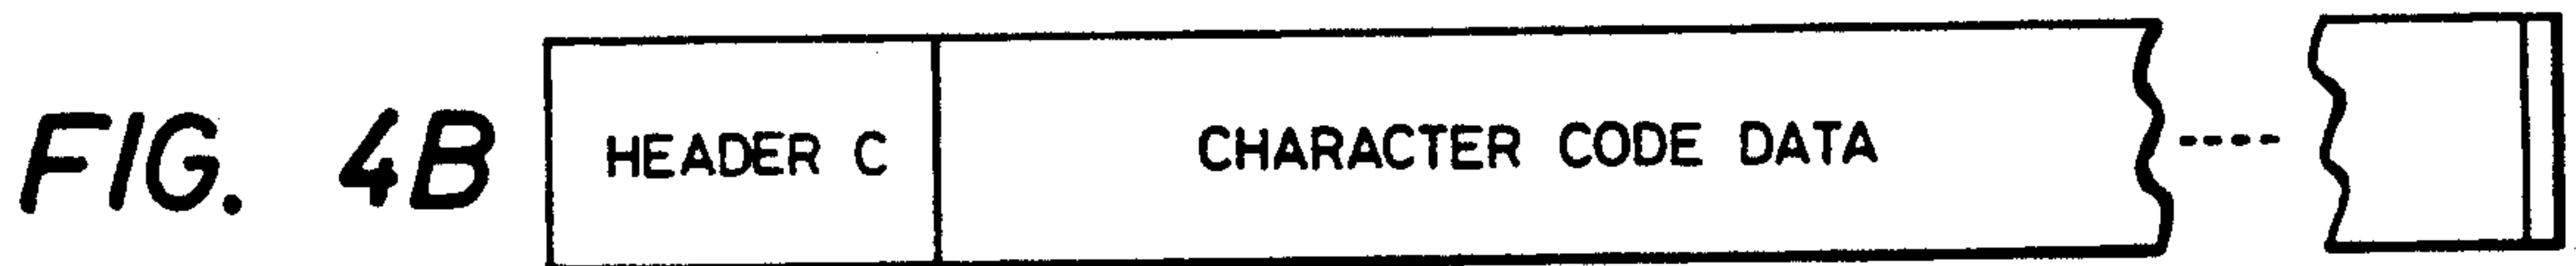 FIG. 4B HEADER C CHARACTER CODE DATA